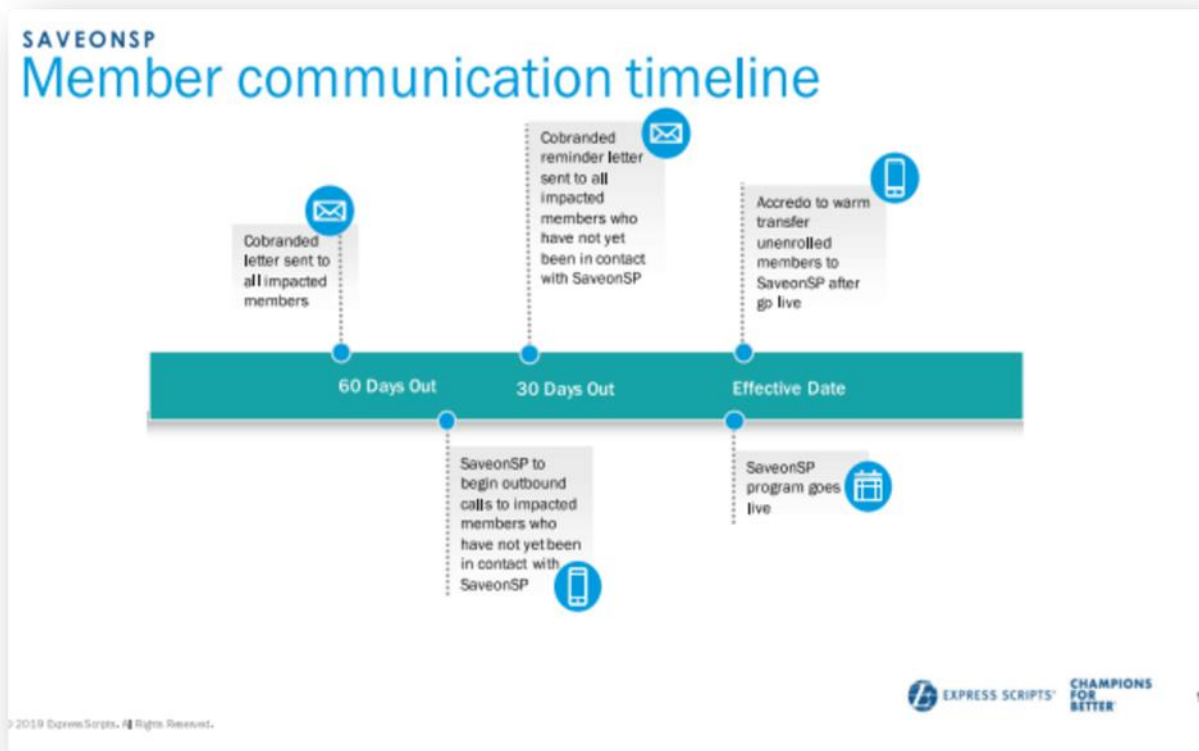 SAVEONSP
Member communication timeline
Cobranded
letter sent to
all impacted
members
Cobranded
reminder letter
sent to all
impacted
members who
have not yet
been in contact
with SaveonSP
Accredo to warm
transfer
unenrolled
members to
SaveonSP after
go live
60 Days Out
30 Days Out
Effective Date
SaveonSP to
begin outbound
calls to impacted
members who
have not yet been
in contact with
SaveonSP
SaveonSP
program goes
live
EXPRESS SCRIPTS®
CHAMPIONS
FOR
BETTER
© 2019 Express Scripts. All Rights Reserved.